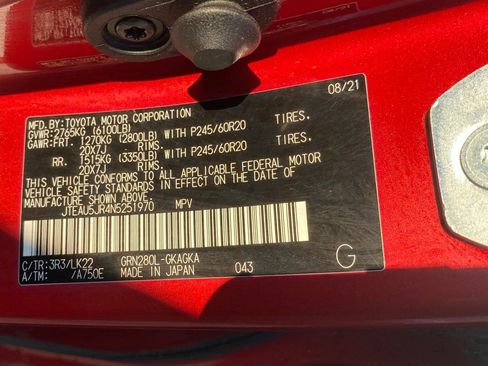 MFD.BY:TOYOTA MOTOR CORPORATION 08/21
GVWR:2765KG (6100LB)
GAWR:FRT. 1270KG (2800LB) WITH P245/60R20 TIRES.
20X7J RIMS.
RR. 1515KG (3350LB) WITH P245/60R20 TIRES.
20X7J RIMS.
THIS VEHICLE CONFORMS TO ALL APPLICABLE FEDERAL MOTOR
VEHICLE SAFETY STANDARDS IN EFFECT ON THE DATE OF
MANUFACTURE SHOWN ABOVE.
JTEAU5JR4N5251970 MPV
C/TR:3R3/LK22 GRN280L-GKAGKA
A/TM: /A750E MADE IN JAPAN 043 G